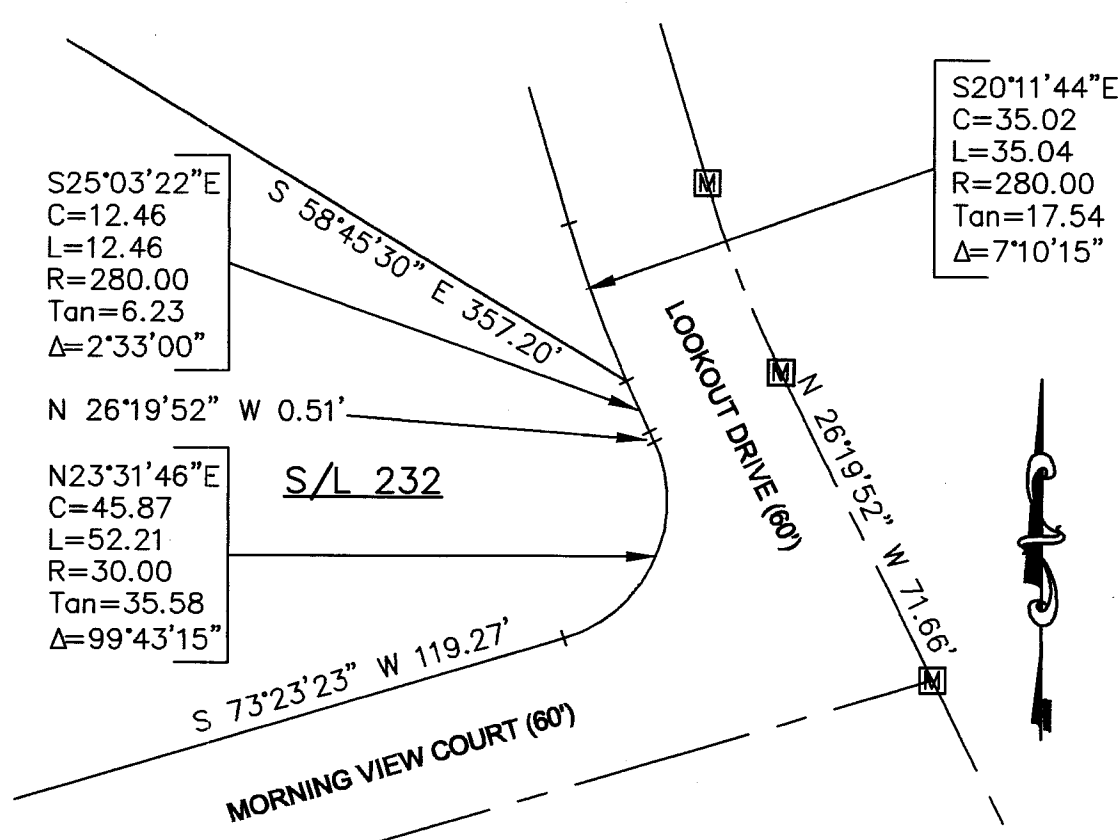 S20°11'44"E
C=35.02
L=35.04
R=280.00
Tan=17.54
Δ=7°10'15"
M
S25°03'22"E
C=12.46
L=12.46
R=280.00
Tan=6.23
Δ=2°33'00"
S 58°45'30" E 357.20'
LOOKOUT DRIVE (60')
M
N 26°19'52" W 71.66'
N 26°19'52" W 0.51'
N23°31'46"E
C=45.87
L=52.21
R=30.00
Tan=35.58
Δ=99°43'15"
S/L 232
S 73°23'23" W 119.27'
M
MORNING VIEW COURT (60')